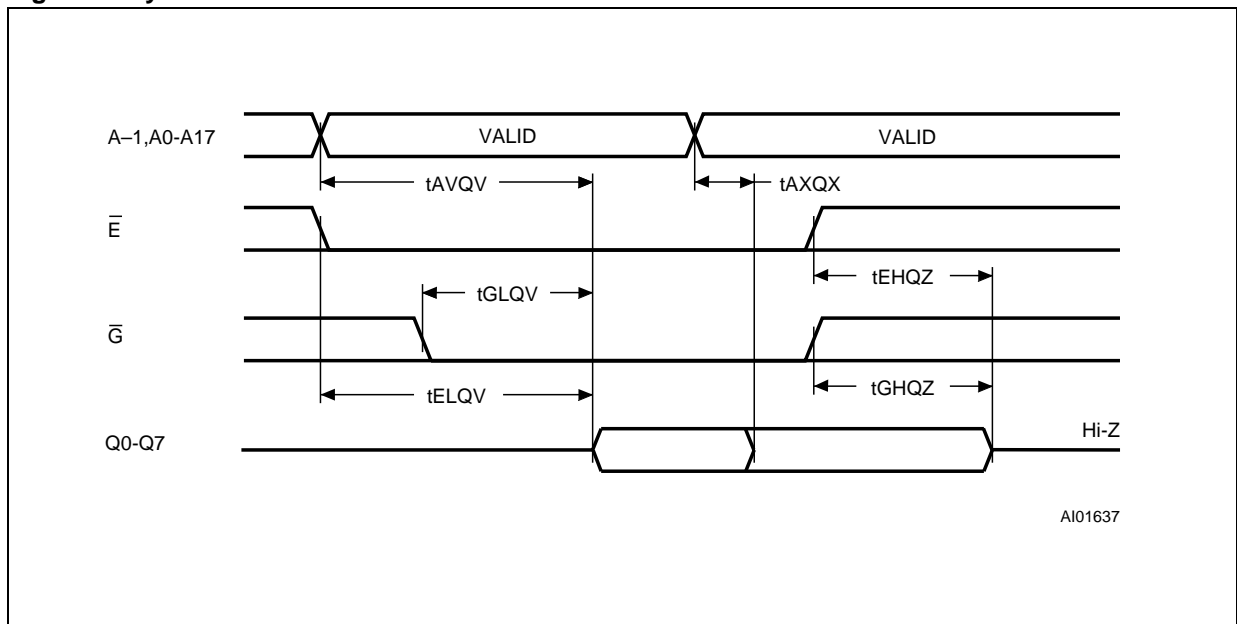 A–1,A0-A17
VALID
VALID
tAVQV
tAXQX
E̅
tEHQZ
tGLQV
G̅
tGHQZ
tELQV
Q0-Q7
Hi-Z
AI01637